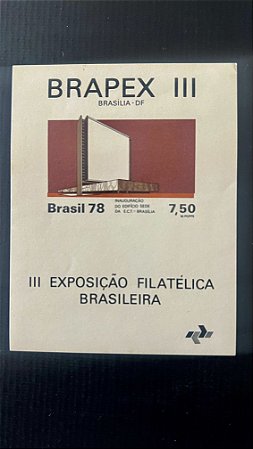 BRAPEX III
BRASÍLIA - DF
INAUGURAÇÃO
DO EDIFÍCIO SEDE
DA E.C.T. - BRASÍLIA
Brasil 78
7,50
III EXPOSIÇÃO FILATÉLICA
BRASILEIRA